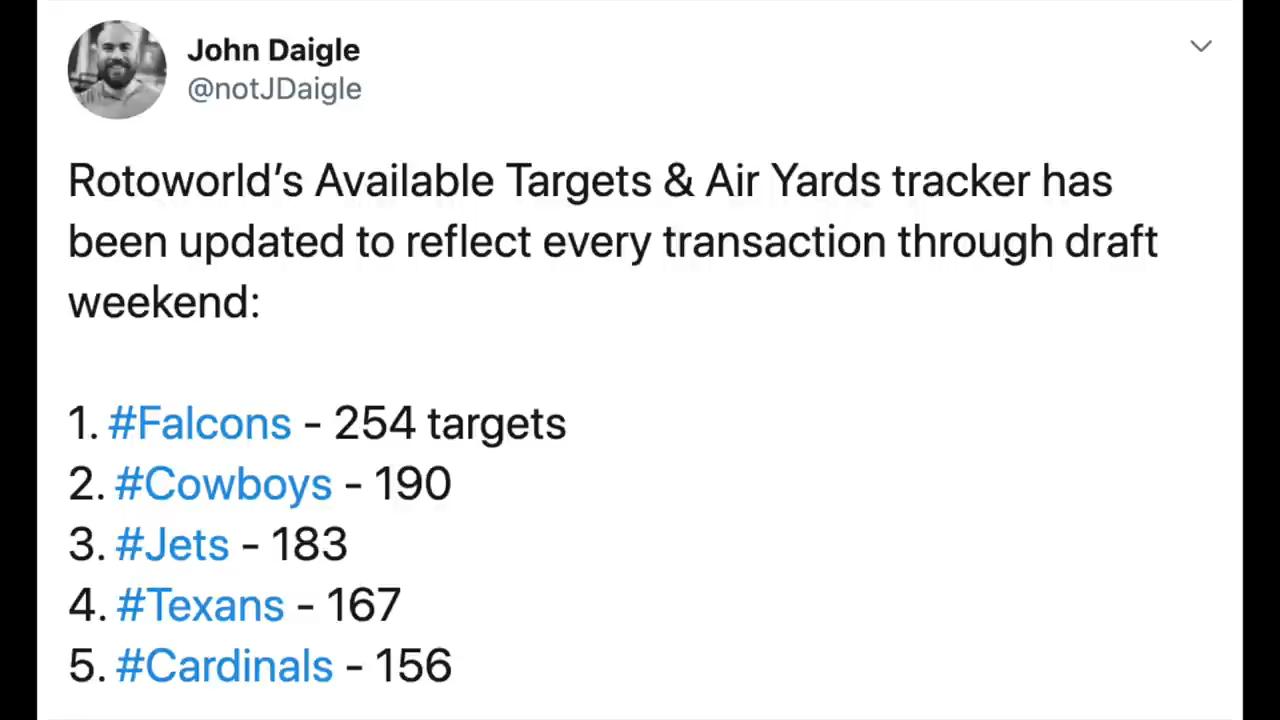 John Daigle
@notJDaigle
Rotoworld’s Available Targets & Air Yards tracker has
been updated to reflect every transaction through draft
weekend:
1. #Falcons - 254 targets
2. #Cowboys - 190
3. #Jets - 183
4. #Texans - 167
5. #Cardinals - 156